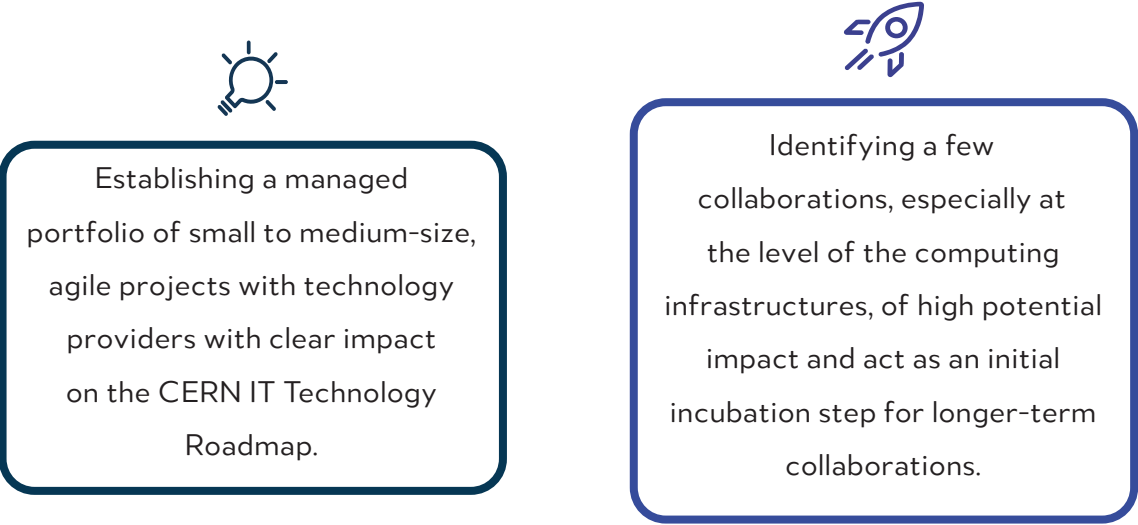 Establishing a managed
portfolio of small to medium-size,
agile projects with technology
providers with clear impact
on the CERN IT Technology
Roadmap.
Identifying a few
collaborations, especially at
the level of the computing
infrastructures, of high potential
impact and act as an initial
incubation step for longer-term
collaborations.